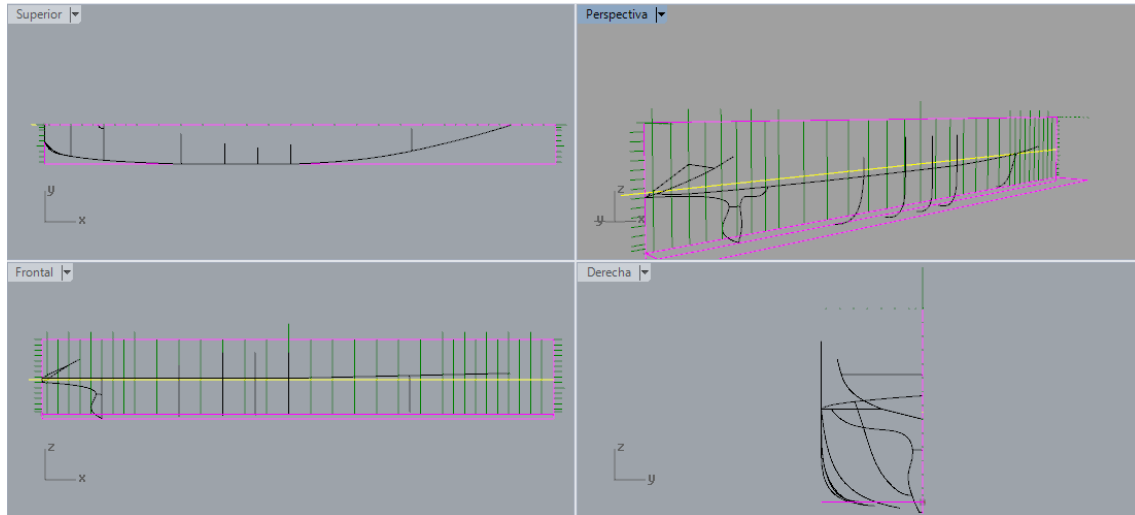 Superior
Perspectiva
y
x
z
y
x
Frontal
Derecha
z
x
z
y